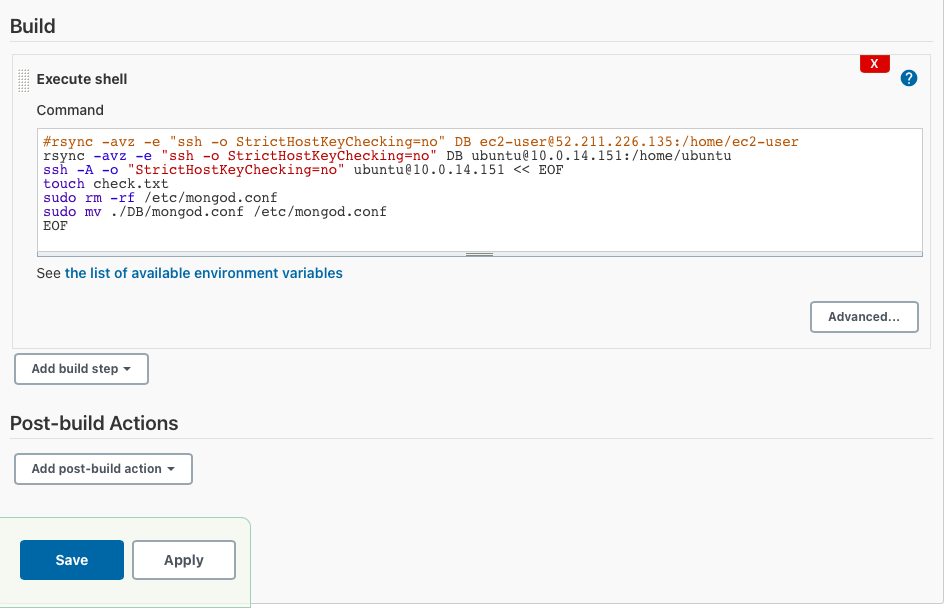 Build
X
Execute shell
?
Command
#rsync -avz -e "ssh -o StrictHostKeyChecking=no" DB ec2-user@52.211.226.135:/home/ec2-user
rsync -avz -e "ssh -o StrictHostKeyChecking=no" DB ubuntu@10.0.14.151:/home/ubuntu
ssh -A -o "StrictHostKeyChecking=no" ubuntu@10.0.14.151 << EOF
touch check.txt
sudo rm -rf /etc/mongod.conf
sudo mv ./DB/mongod.conf /etc/mongod.conf
EOF
See the list of available environment variables
Advanced...
Add build step
Post-build Actions
Add post-build action
Save Apply